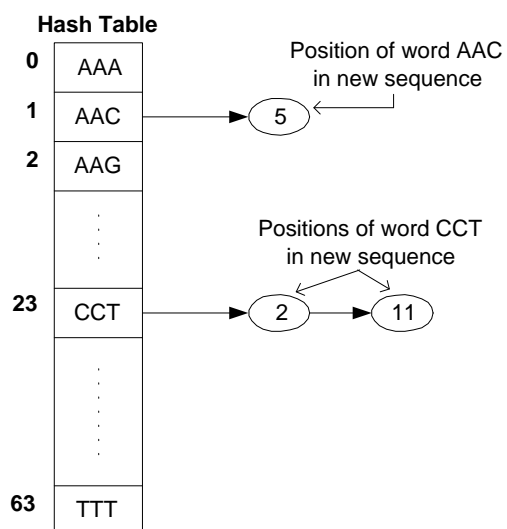 Hash Table
Position of word AAC
in new sequence
0 AAA
1 AAC 5
2 AAG
Positions of word CCT
in new sequence
23 CCT 2 11
63 TTT